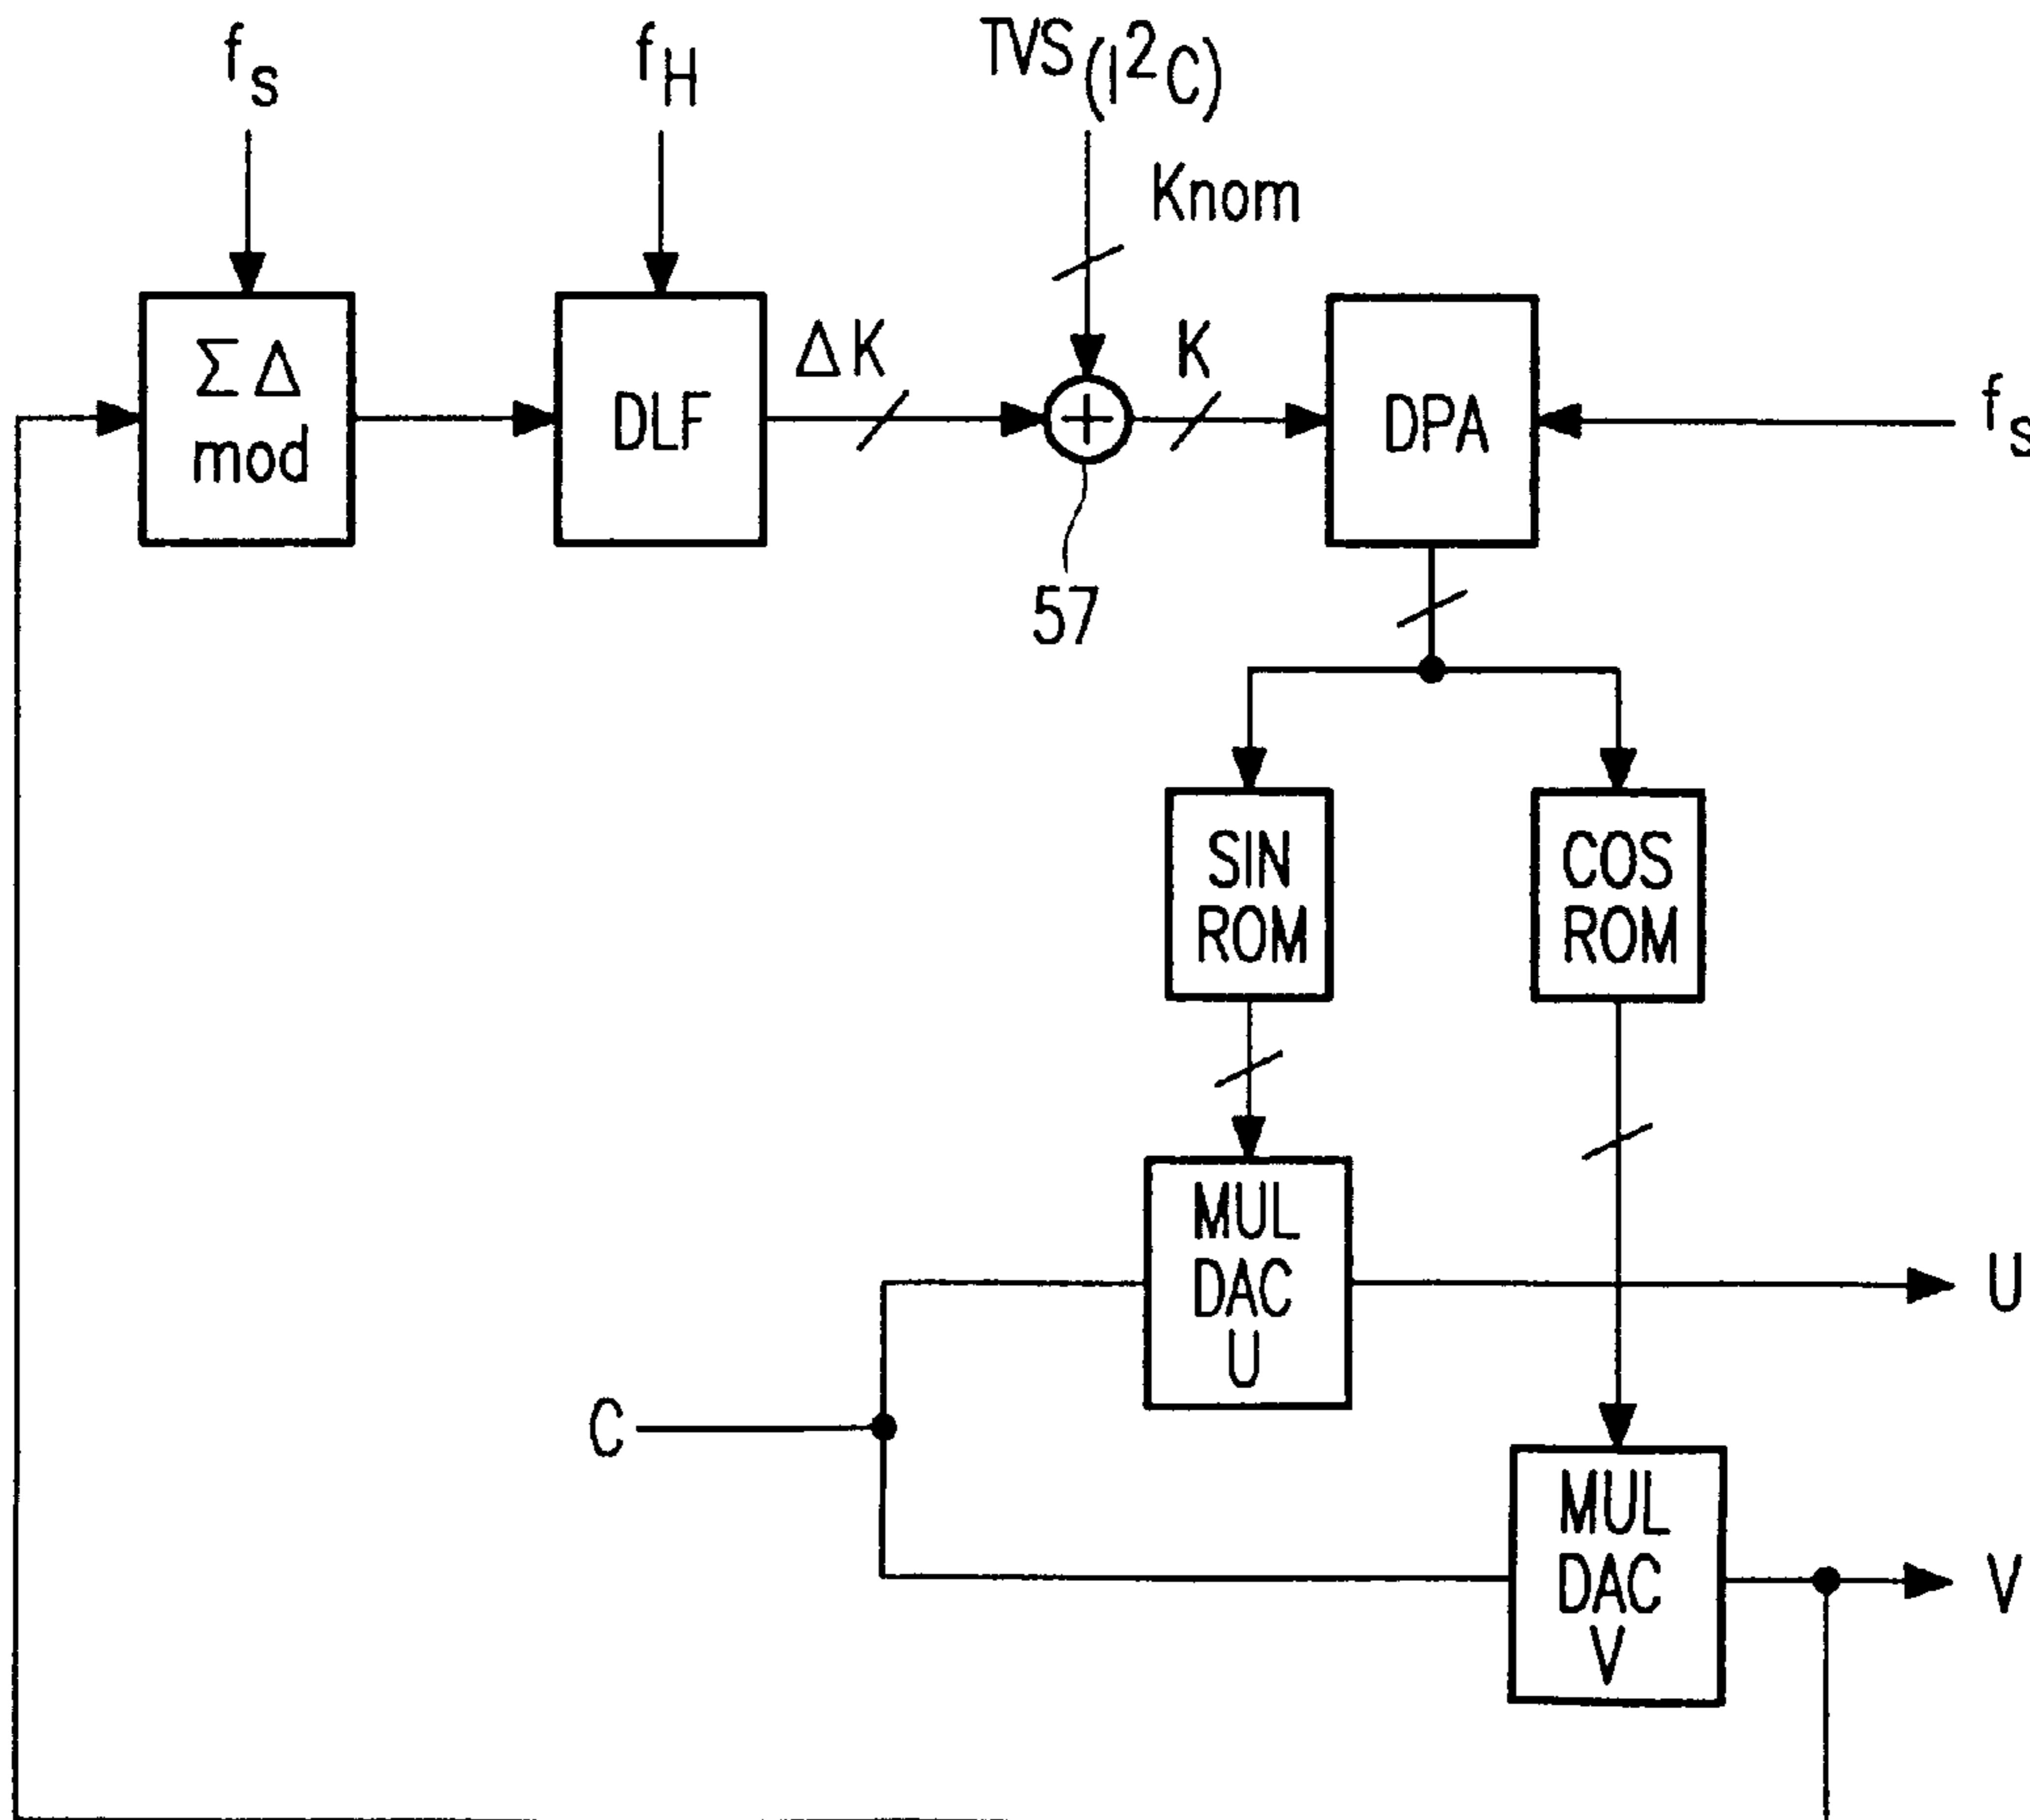 fs
fH
TVS(I²C)
Knom
ΣΔ
mod
DLF
ΔK
+
K
DPA
fs
57
SIN
ROM
COS
ROM
MUL
DAC
U
U
C
MUL
DAC
V
V